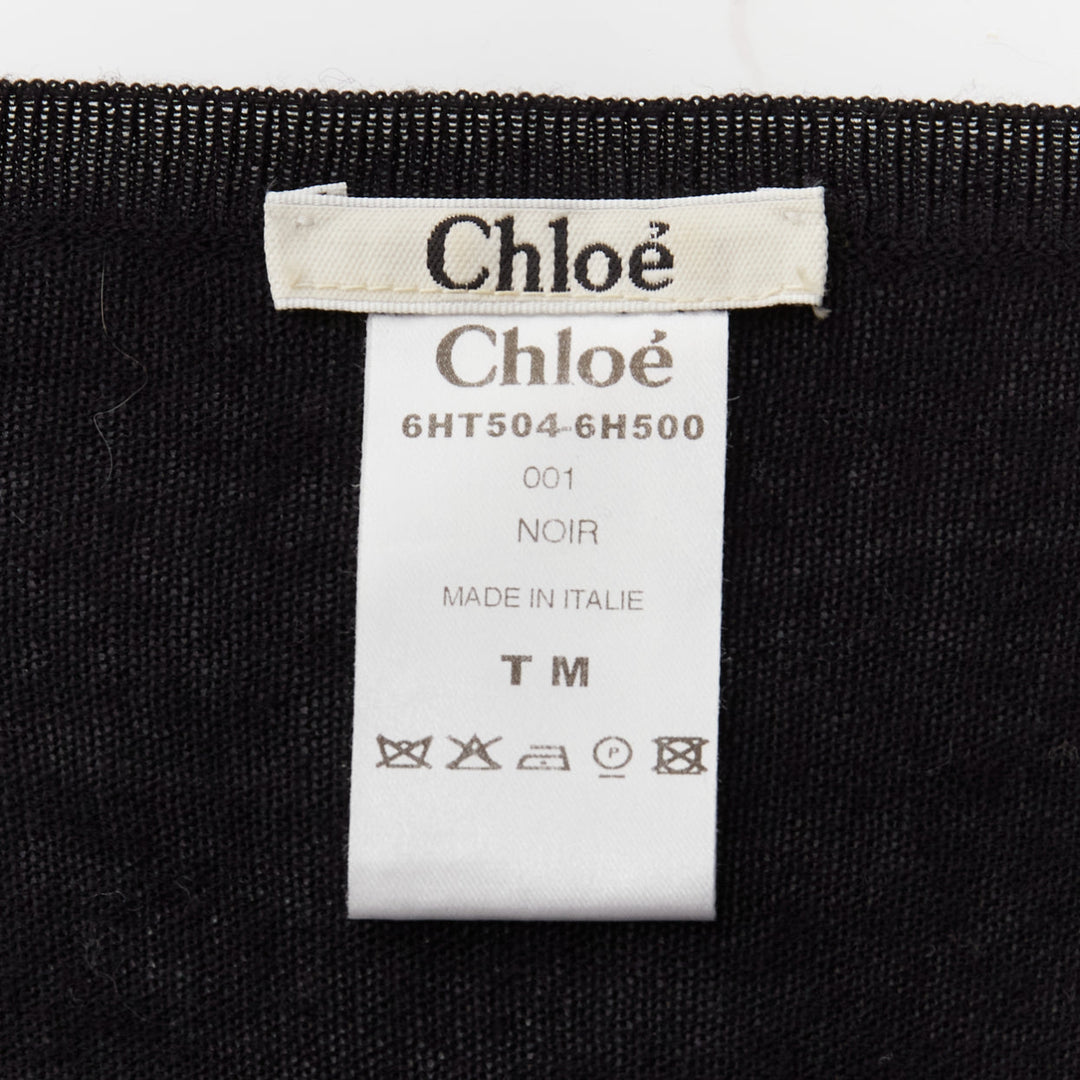 Chloé
Chloé
6HT504-6H500
001
NOIR
MADE IN ITALIE
T M
P